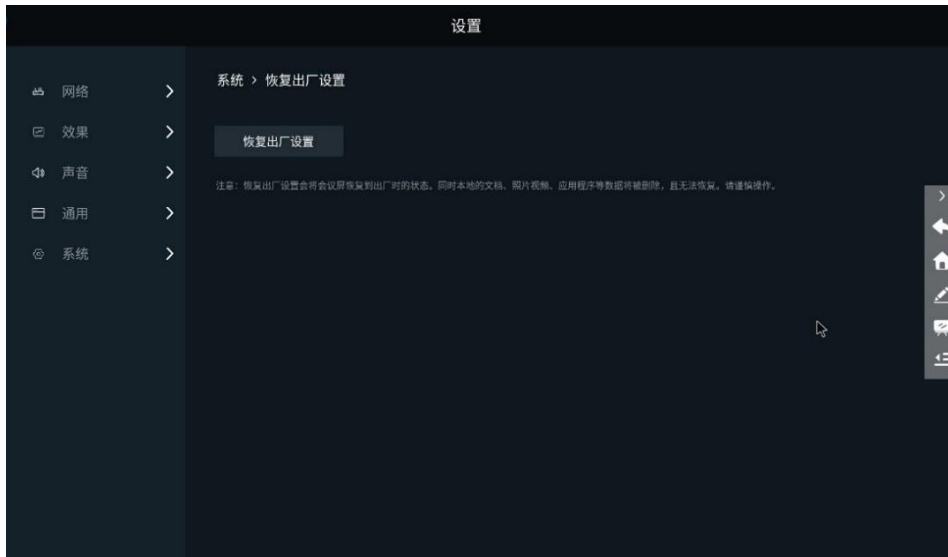 设置
系统 > 恢复出厂设置
网络
效果
声音
通用
系统
恢复出厂设置
注意：恢复出厂设置会将会议屏恢复到出厂时的状态。同时本地的文档、照片视频、应用程序等数据将被删除，且无法恢复。请谨慎操作。